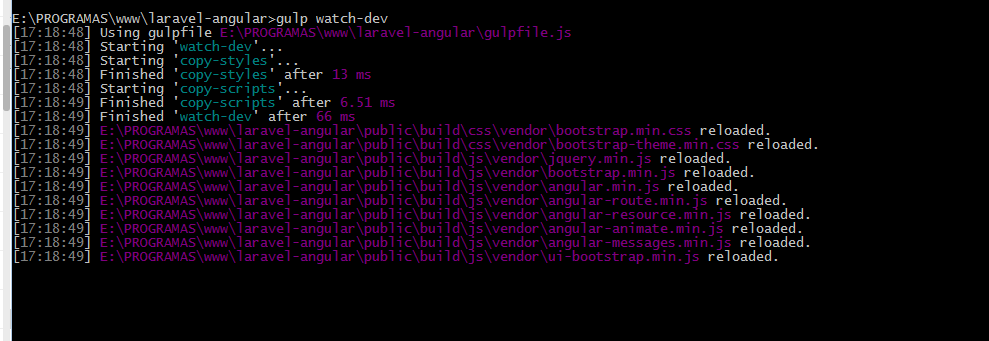 E:\PROGRAMAS\www\laravel-angular>gulp watch-dev
[17:18:48] Using gulpfile E:\PROGRAMAS\www\laravel-angular\gulpfile.js
[17:18:48] Starting 'watch-dev'...
[17:18:48] Starting 'copy-styles'...
[17:18:48] Finished 'copy-styles' after 13 ms
[17:18:48] Starting 'copy-scripts'...
[17:18:49] Finished 'copy-scripts' after 6.51 ms
[17:18:49] Finished 'watch-dev' after 66 ms
[17:18:49] E:\PROGRAMAS\www\laravel-angular\public\build\css\vendor\bootstrap.min.css reloaded.
[17:18:49] E:\PROGRAMAS\www\laravel-angular\public\build\css\vendor\bootstrap-theme.min.css reloaded.
[17:18:49] E:\PROGRAMAS\www\laravel-angular\public\build\js\vendor\jquery.min.js reloaded.
[17:18:49] E:\PROGRAMAS\www\laravel-angular\public\build\js\vendor\bootstrap.min.js reloaded.
[17:18:49] E:\PROGRAMAS\www\laravel-angular\public\build\js\vendor\angular.min.js reloaded.
[17:18:49] E:\PROGRAMAS\www\laravel-angular\public\build\js\vendor\angular-route.min.js reloaded.
[17:18:49] E:\PROGRAMAS\www\laravel-angular\public\build\js\vendor\angular-resource.min.js reloaded.
[17:18:49] E:\PROGRAMAS\www\laravel-angular\public\build\js\vendor\angular-animate.min.js reloaded.
[17:18:49] E:\PROGRAMAS\www\laravel-angular\public\build\js\vendor\angular-messages.min.js reloaded.
[17:18:49] E:\PROGRAMAS\www\laravel-angular\public\build\js\vendor\ui-bootstrap.min.js reloaded.